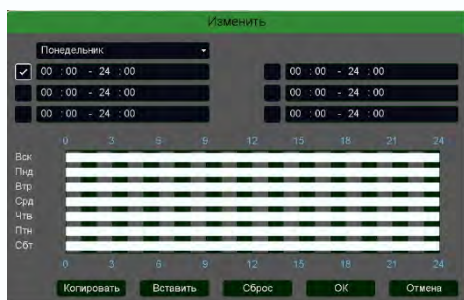 Изменить
Понедельник
00 :00 - 24 :00 00 :00 - 24 :00
00 :00 - 24 :00 00 :00 - 24 :00
00 :00 - 24 :00 00 :00 - 24 :00
0 3 6 9 12 15 18 21 24
Вск
Пнд
Втр
Срд
Чтв
Птн
Сбт
0 3 6 9 12 15 18 21 24
Копировать Вставить Сброс ОК Отмена